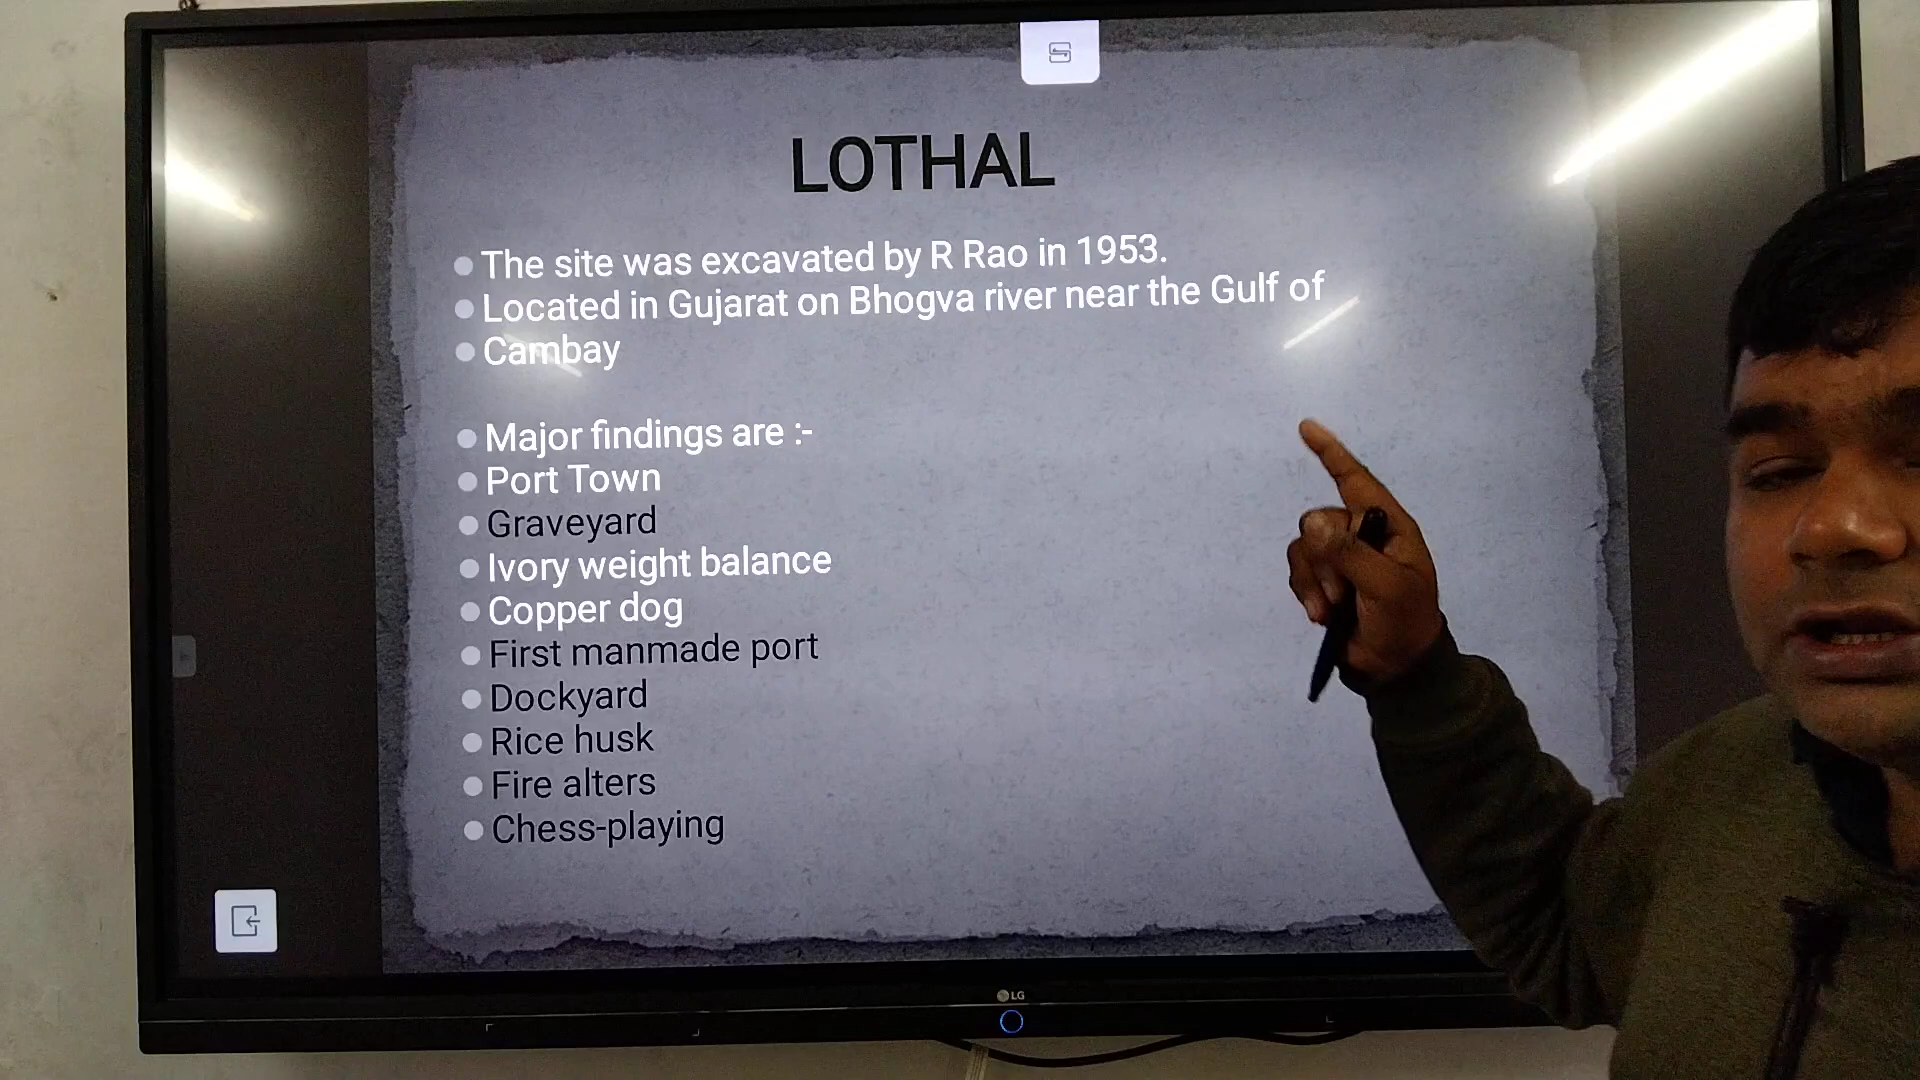 LOTHAL
The site was excavated by R Rao in 1953.
Located in Gujarat on Bhogva river near the Gulf of
Cambay
Major findings are :-
Port Town
Graveyard
Ivory weight balance
Copper dog
First manmade port
Dockyard
Rice husk
Fire alters
Chess-playing
LG